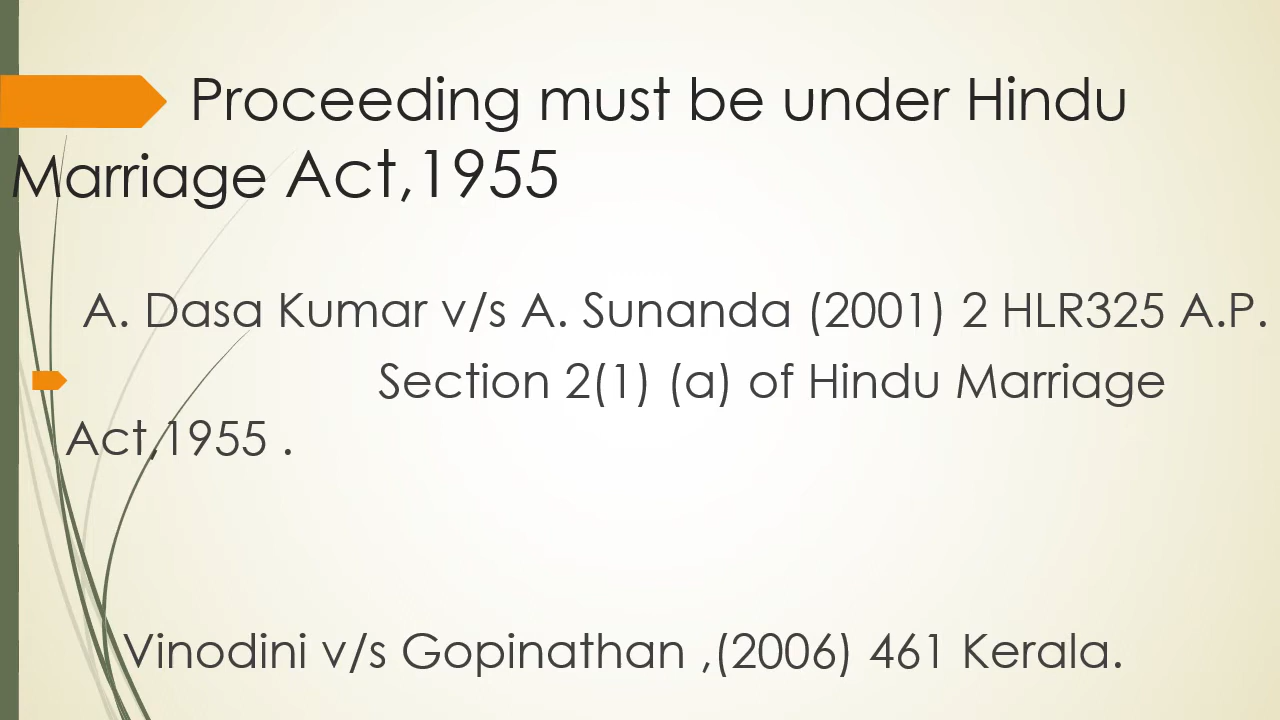 Proceeding must be under Hindu
Marriage Act,1955
A. Dasa Kumar v/s A. Sunanda (2001) 2 HLR325 A.P.
Section 2(1) (a) of Hindu Marriage
Act,1955 .
Vinodini v/s Gopinathan ,(2006) 461 Kerala.